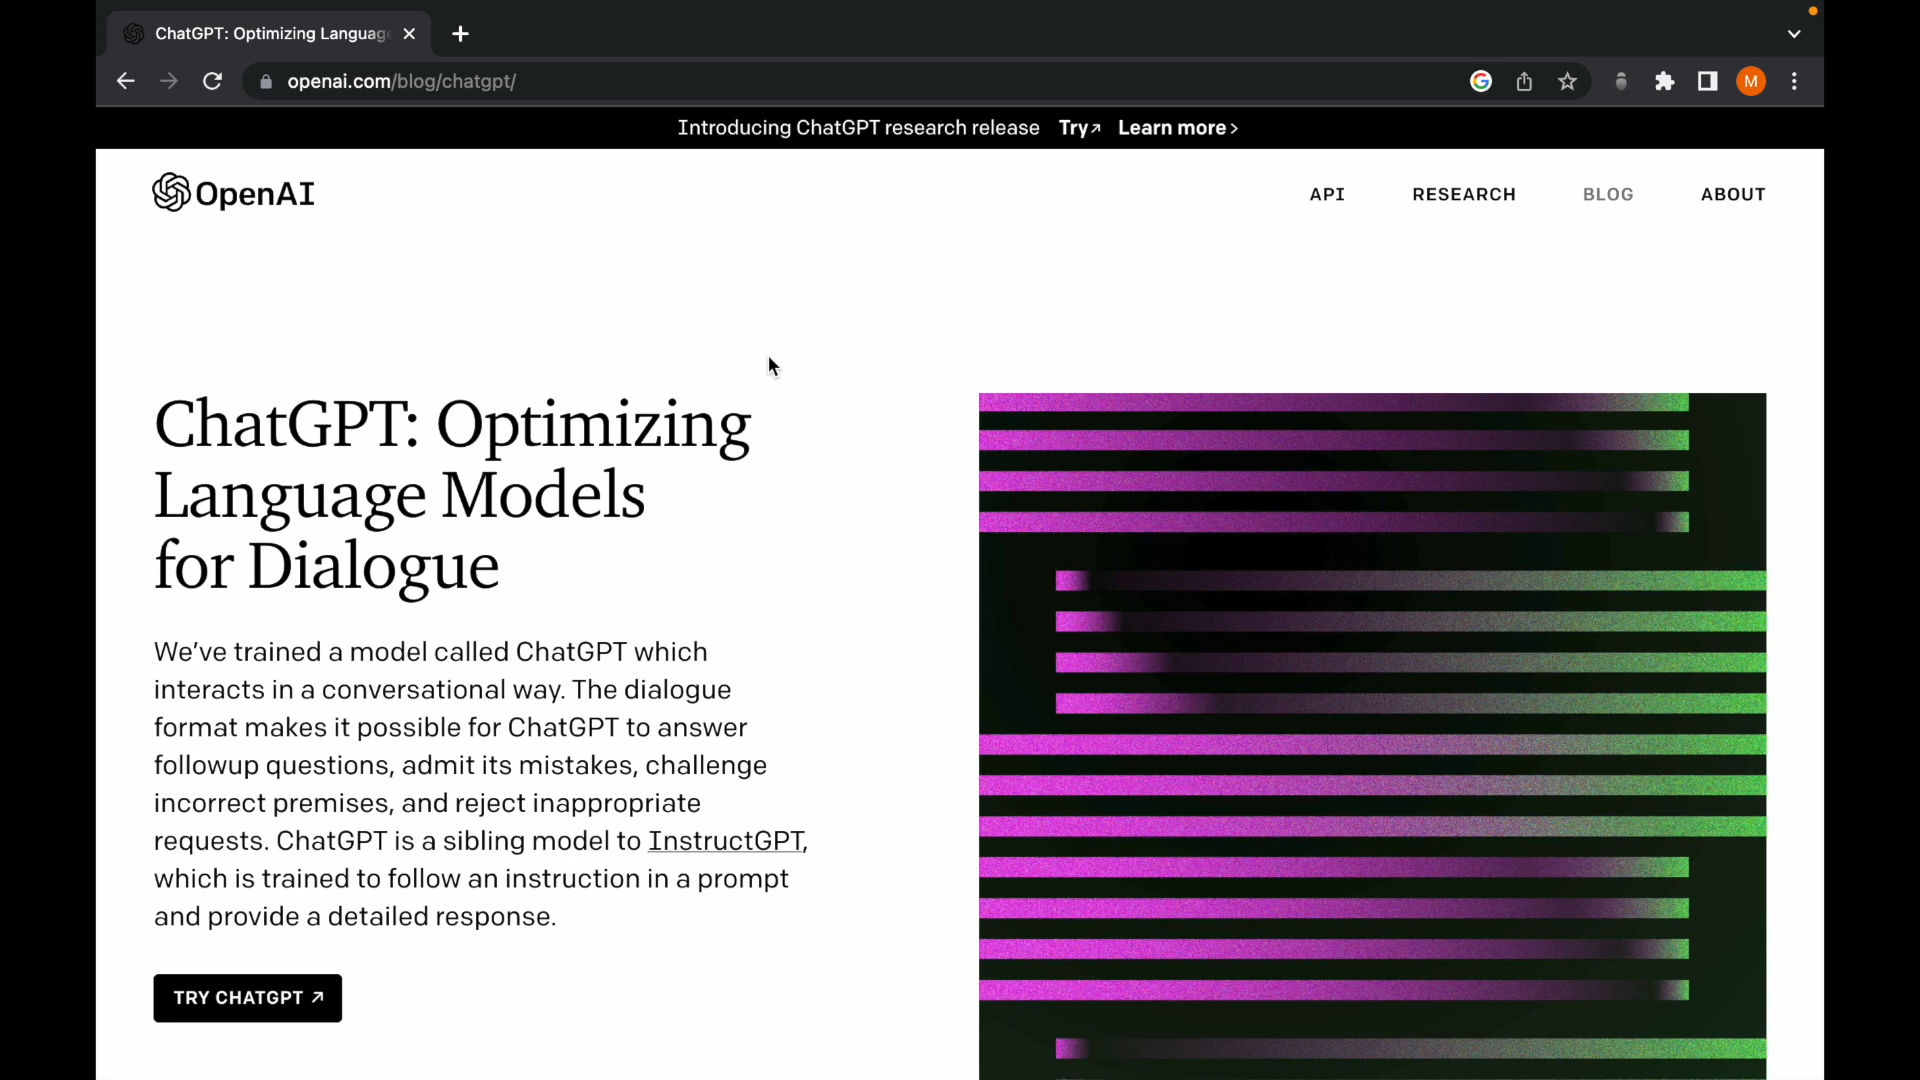 ChatGPT: Optimizing Languag
openai.com/blog/chatgpt/
M
Introducing ChatGPT research release Try↗ Learn more >
OpenAI
API RESEARCH BLOG ABOUT
ChatGPT: Optimizing
Language Models
for Dialogue
We’ve trained a model called ChatGPT which
interacts in a conversational way. The dialogue
format makes it possible for ChatGPT to answer
followup questions, admit its mistakes, challenge
incorrect premises, and reject inappropriate
requests. ChatGPT is a sibling model to InstructGPT,
which is trained to follow an instruction in a prompt
and provide a detailed response.
TRY CHATGPT ↗